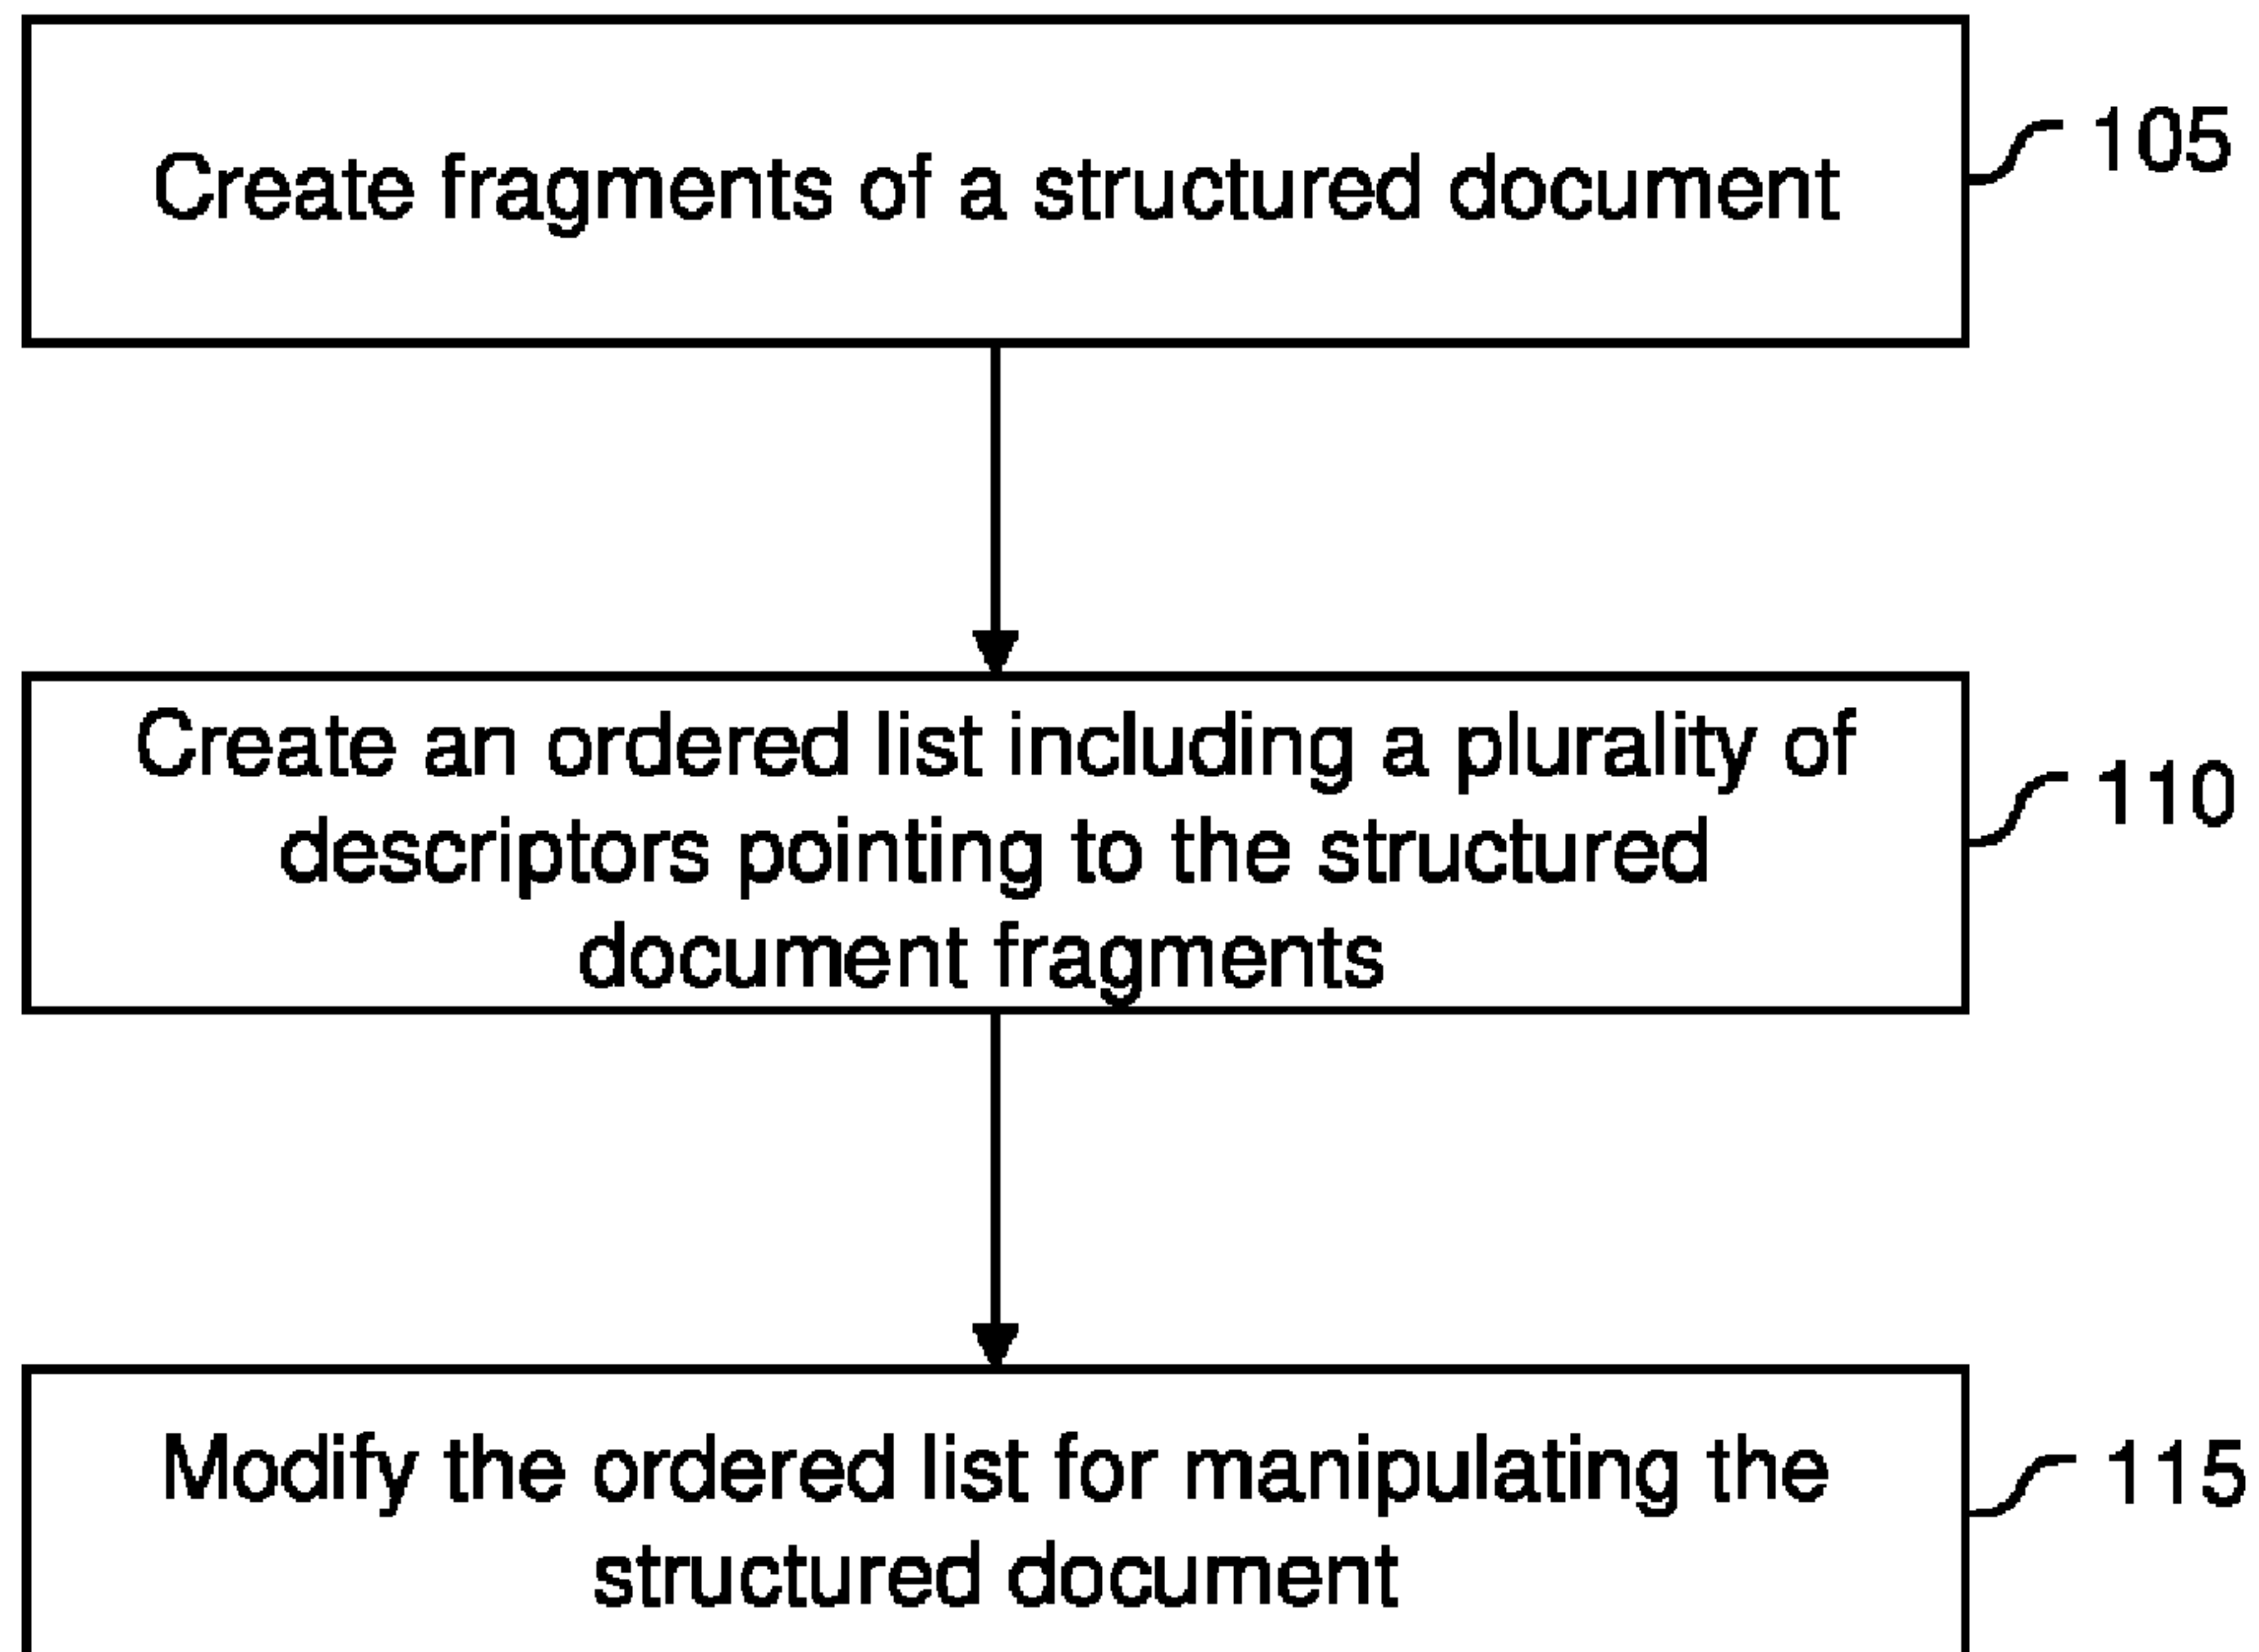 Create fragments of a structured document
105
Create an ordered list including a plurality of
descriptors pointing to the structured
document fragments
110
Modify the ordered list for manipulating the
structured document
115